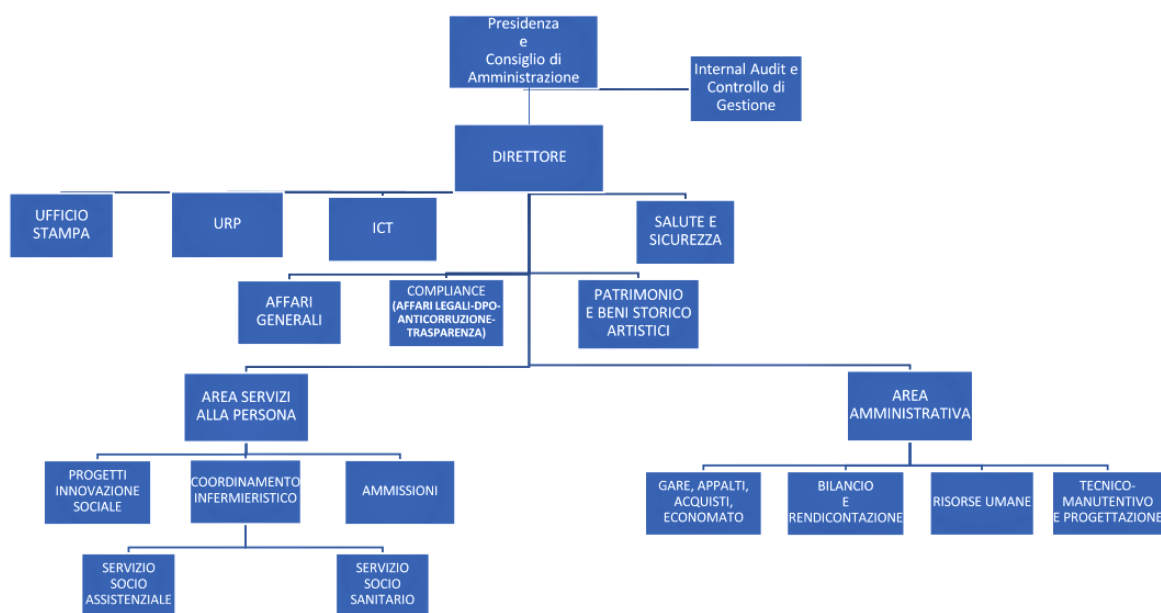 Presidenza
e
Consiglio di
Amministrazione
Internal Audit e
Controllo di
Gestione
DIRETTORE
UFFICIO
STAMPA
URP
ICT
SALUTE E
SICUREZZA
AFFARI
GENERALI
COMPLIANCE
(AFFARI LEGALI-DPO-
ANTICORRUZIONE-
TRASPARENZA)
PATRIMONIO
E BENI STORICO
ARTISTICI
AREA SERVIZI
ALLA PERSONA
AREA
AMMINISTRATIVA
PROGETTI
INNOVAZIONE
SOCIALE
COORDINAMENTO
INFERMIERISTICO
AMMISSIONI
GARE, APPALTI,
ACQUISTI,
ECONOMATO
BILANCIO
E
RENDICONTAZIONE
RISORSE UMANE
TECNICO-
MANUTENTIVO
E PROGETTAZIONE
SERVIZIO
SOCIO
ASSISTENZIALE
SERVIZIO
SOCIO
SANITARIO